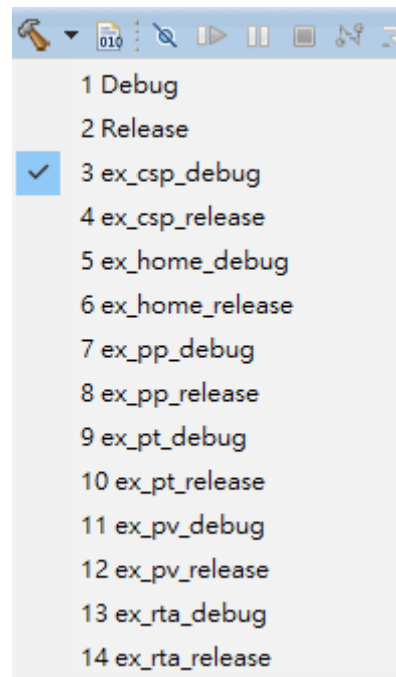 010
1 Debug
2 Release
3 ex_csp_debug
4 ex_csp_release
5 ex_home_debug
6 ex_home_release
7 ex_pp_debug
8 ex_pp_release
9 ex_pt_debug
10 ex_pt_release
11 ex_pv_debug
12 ex_pv_release
13 ex_rta_debug
14 ex_rta_release